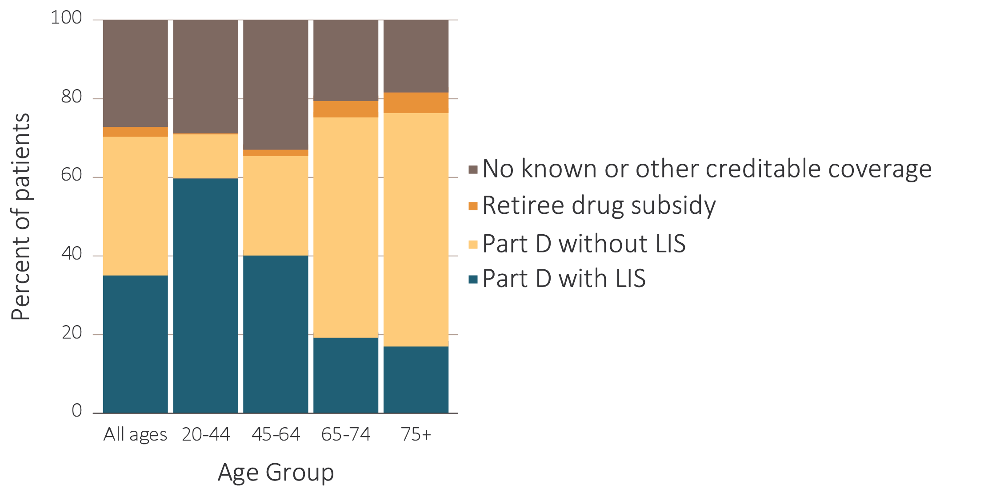 Percent of patients
100
80
60
40
20
0
All ages
20-44
45-64
65-74
75+
Age Group
No known or other creditable coverage
Retiree drug subsidy
Part D without LIS
Part D with LIS